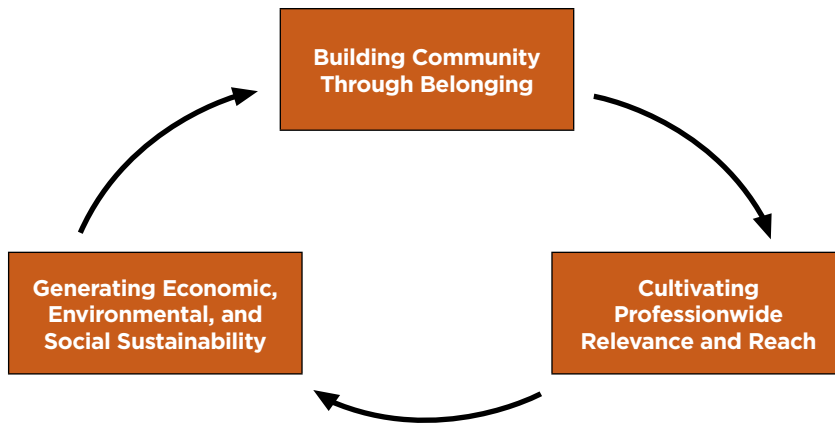 Building Community
Through Belonging
Generating Economic,
Environmental, and
Social Sustainability
Cultivating
Professionwide
Relevance and Reach